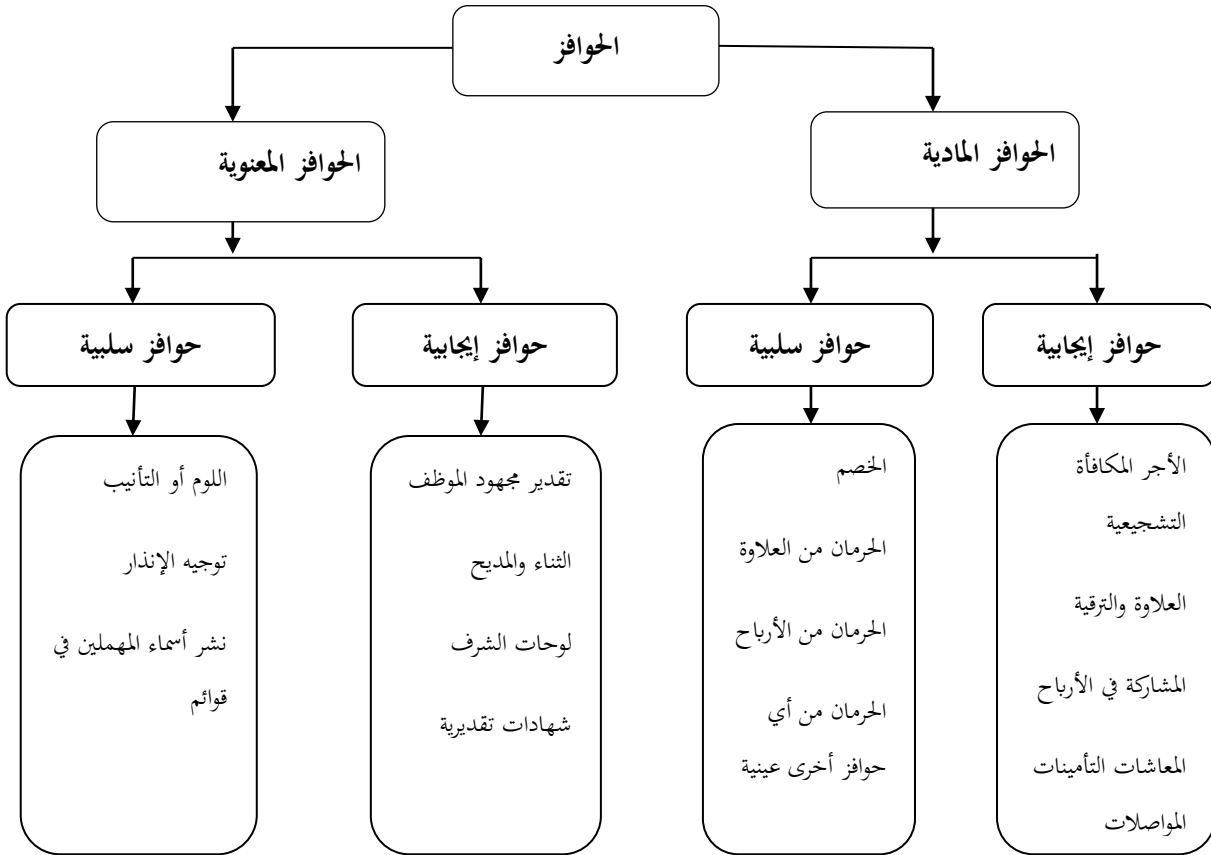 الحوافز
الحوافز المادية
الحوافز المعنوية
حوافز إيجابية
حوافز سلبية
حوافز إيجابية
حوافز سلبية
الأجر المكافأة
التشجيعية
العلاوة والترقية
المشاركة في الأرباح
المعاشات التأمينات
المواصلات
الخصم
الحرمان من العلاوة
الحرمان من الأرباح
الحرمان من أي
حوافز أخرى عينية
تقدير مجهود الموظف
الثناء والمديح
لوحات الشرف
شهادات تقديرية
اللوم أو التأنيب
توجيه الإنذار
نشر أسماء المهملين في
قوائم